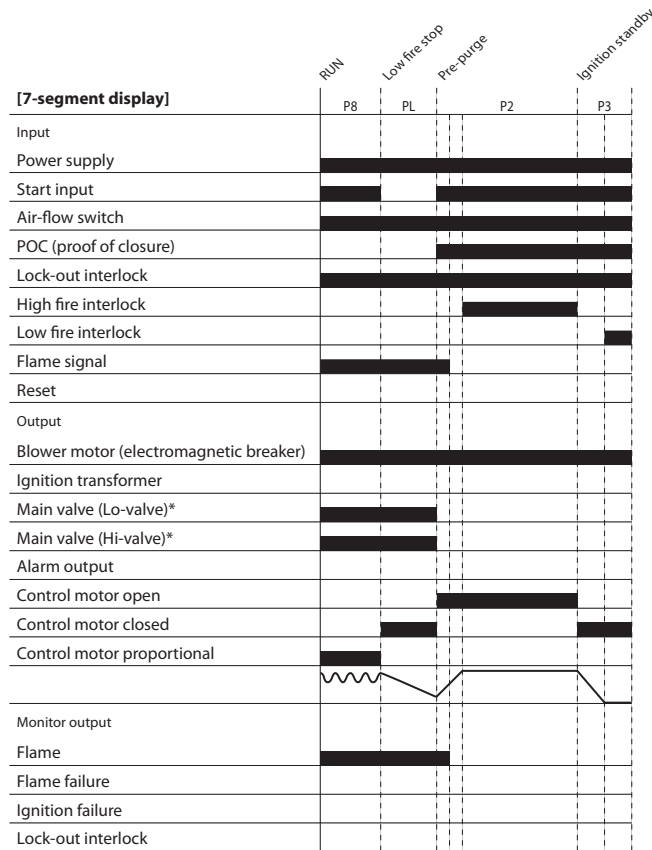 RUN
Low fire stop
Pre-purge
Ignition standby
[7-segment display]
P8 PL P2 P3
Input
Power supply
Start input
Air-flow switch
POC (proof of closure)
Lock-out interlock
High fire interlock
Low fire interlock
Flame signal
Reset
Output
Blower motor (electromagnetic breaker)
Ignition transformer
Main valve (Lo-valve)*
Main valve (Hi-valve)*
Alarm output
Control motor open
Control motor closed
Control motor proportional
Monitor output
Flame
Flame failure
Ignition failure
Lock-out interlock